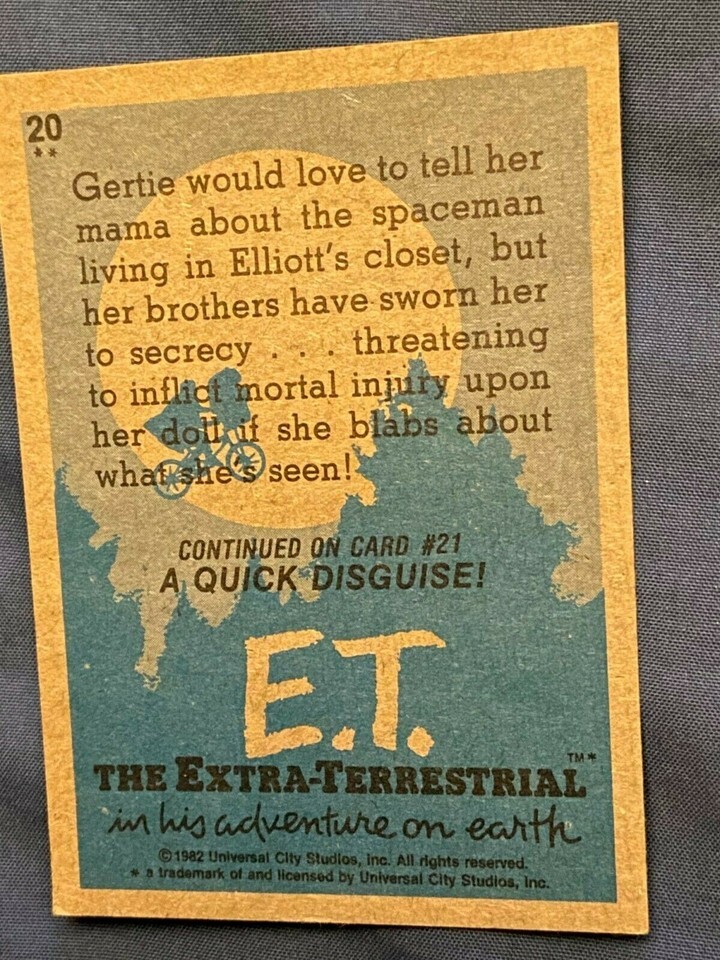 20
**
Gertie would love to tell her
mama about the spaceman
living in Elliott's closet, but
her brothers have sworn her
to secrecy . . . threatening
to inflict mortal injury upon
her doll if she blabs about
what she's seen!
CONTINUED ON CARD #21
A QUICK DISGUISE!
E.T.
THE EXTRA-TERRESTRIAL™*
in his adventure on earth
©1982 Universal City Studios, Inc. All rights reserved.
* a trademark of and licensed by Universal City Studios, Inc.